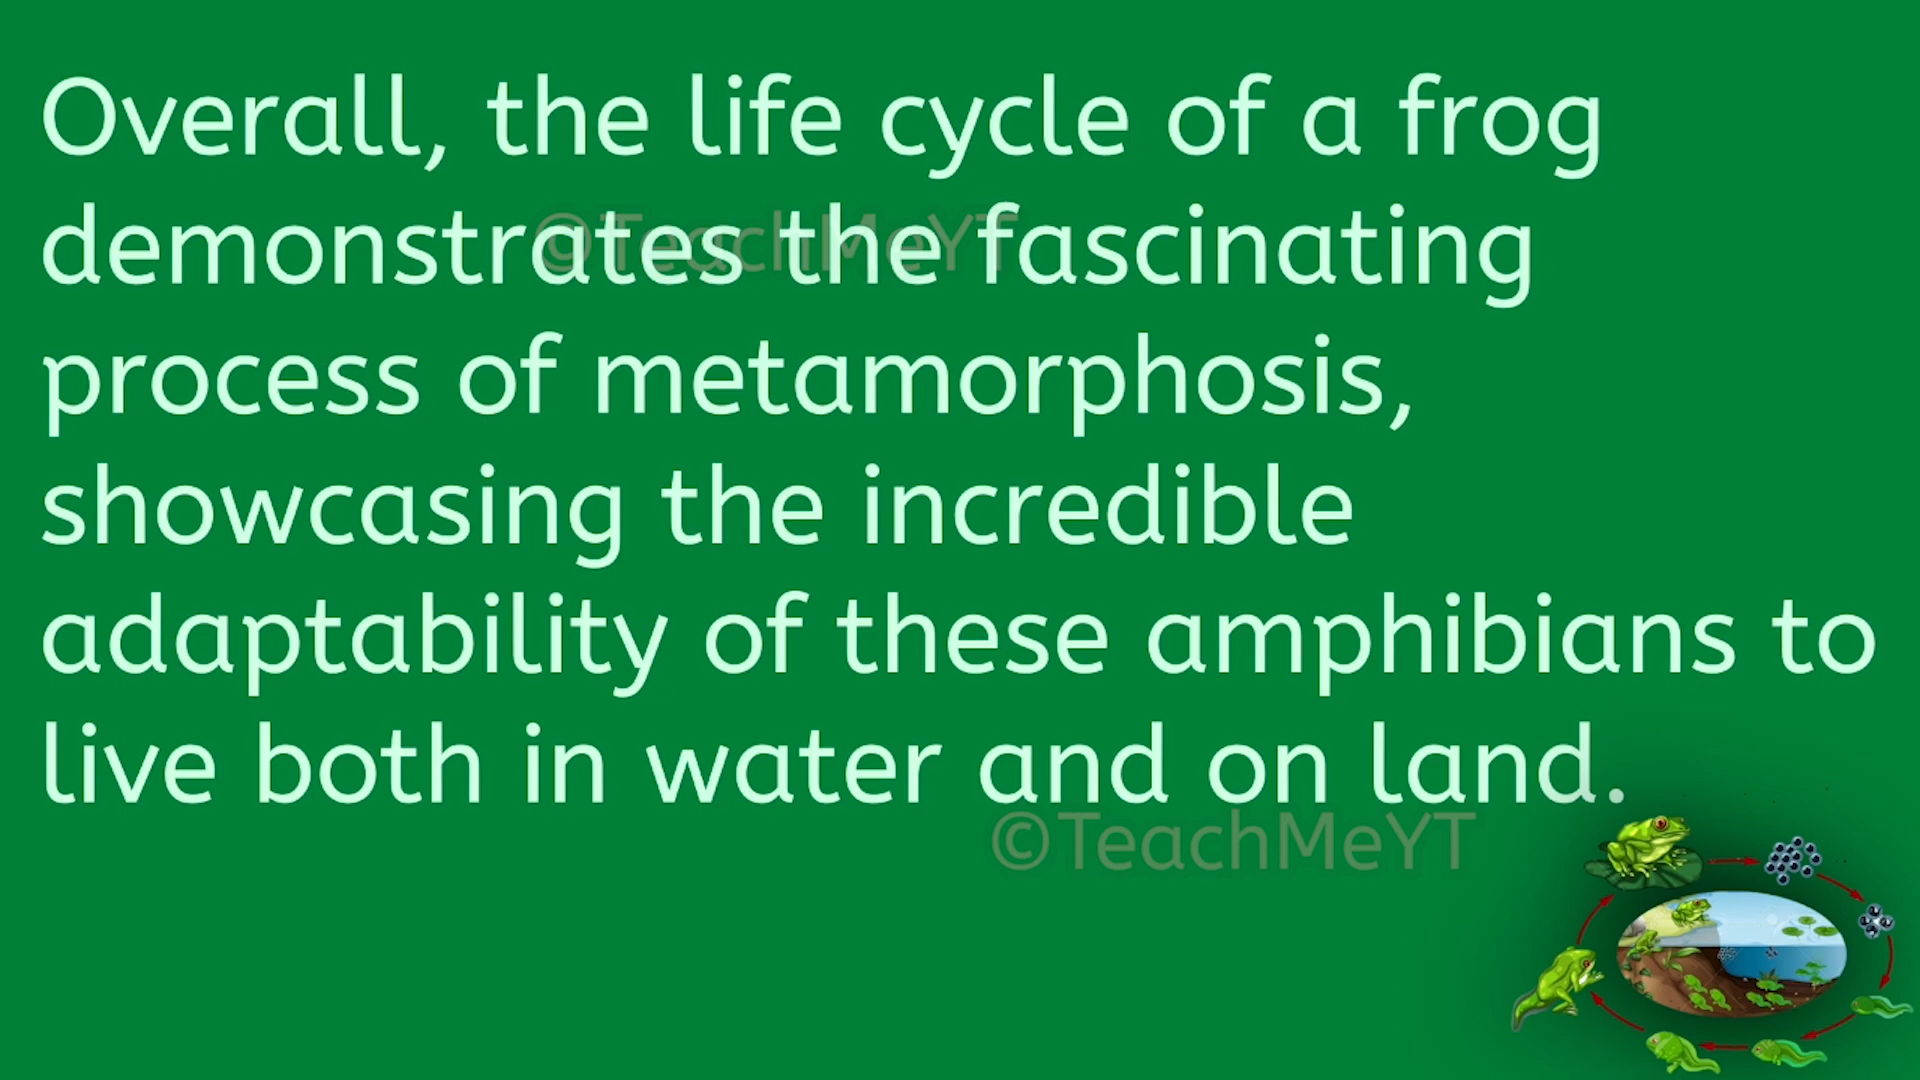 Overall, the life cycle of a frog
demonstrates the fascinating
©TeachMeYT
process of metamorphosis,
showcasing the incredible
adaptability of these amphibians to
live both in water and on land.
©TeachMeYT